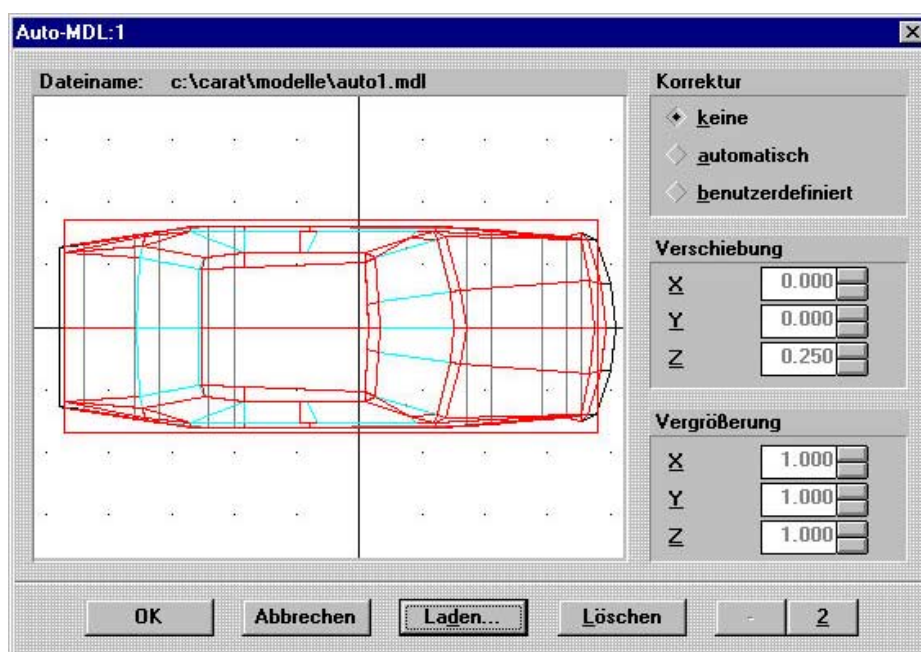 Auto-MDL:1
Dateiname: c:\carat\modelle\auto1.mdl
Korrektur
keine
automatisch
benutzerdefiniert
Verschiebung
X 0.000
Y 0.000
Z 0.250
Vergrößerung
X 1.000
Y 1.000
Z 1.000
OK Abbrechen Laden... Löschen - 2